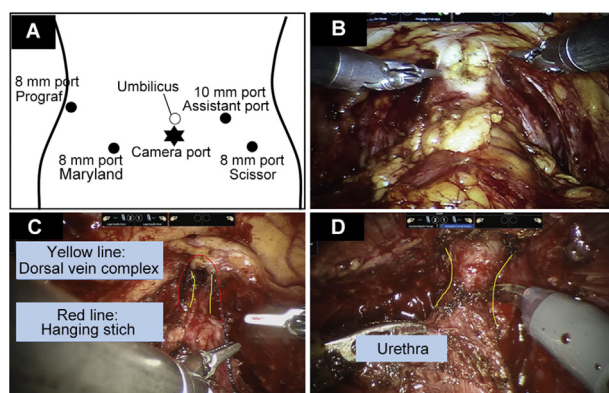 A
8 mm port
Prograf
Umbilicus
10 mm port
Assistant port
8 mm port
Maryland
Camera port
8 mm port
Scissor
B
C
Yellow line:
Dorsal vein complex
Red line:
Hanging stich
D
Urethra